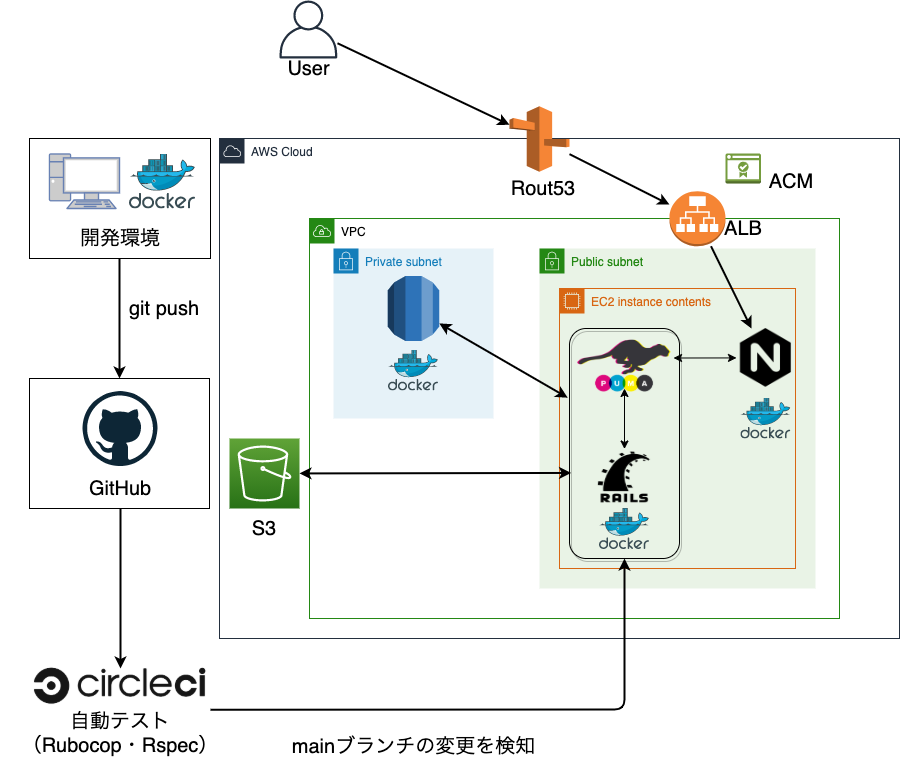 User
AWS Cloud
Rout53
ACM
ALB
docker
開発環境
VPC
Private subnet
docker
Public subnet
EC2 instance contents
PUMA
N
docker
RAILS
docker
git push
GitHub
S3
circleci
自動テスト
（Rubocop・Rspec）
mainブランチの変更を検知